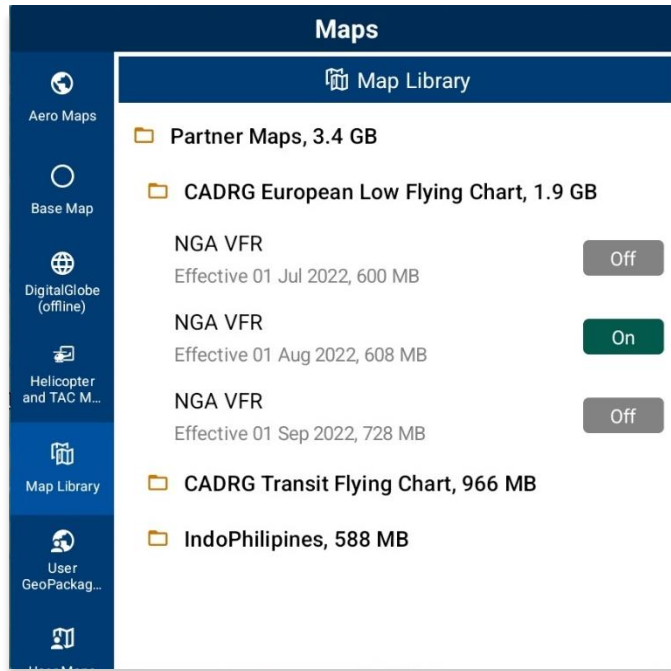 Maps
Aero Maps
Base Map
DigitalGlobe
(offline)
Helicopter
and TAC M...
Map Library
User
GeoPackag...
Map Library
Partner Maps, 3.4 GB
CADRG European Low Flying Chart, 1.9 GB
NGA VFR
Effective 01 Jul 2022, 600 MB
Off
NGA VFR
Effective 01 Aug 2022, 608 MB
On
NGA VFR
Effective 01 Sep 2022, 728 MB
Off
CADRG Transit Flying Chart, 966 MB
IndoPhilipines, 588 MB